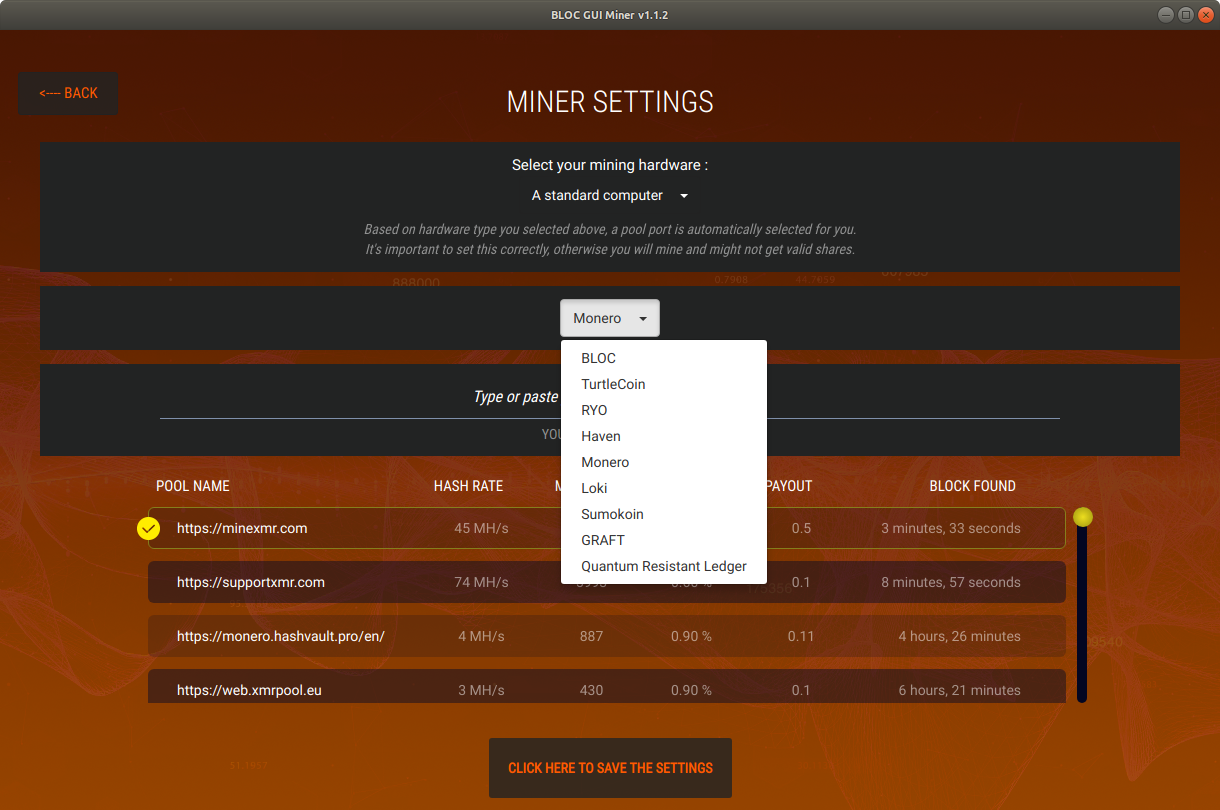 BLOC GUI Miner v1.1.2
<---- BACK
MINER SETTINGS
Select your mining hardware :
A standard computer
Based on hardware type you selected above, a pool port is automatically selected for you.
It's important to set this correctly, otherwise you will mine and might not get valid shares.
Monero
BLOC
TurtleCoin
RYO
Haven
Monero
Loki
Sumokoin
GRAFT
Quantum Resistant Ledger
Type or paste
POOL NAME HASH RATE PAYOUT BLOCK FOUND
https://minexmr.com 45 MH/s 0.5 3 minutes, 33 seconds
https://supportxmr.com 74 MH/s 0.1 8 minutes, 57 seconds
https://monero.hashvault.pro/en/ 4 MH/s 887 0.90 % 0.11 4 hours, 26 minutes
https://web.xmrpool.eu 3 MH/s 430 0.90 % 0.1 6 hours, 21 minutes
CLICK HERE TO SAVE THE SETTINGS